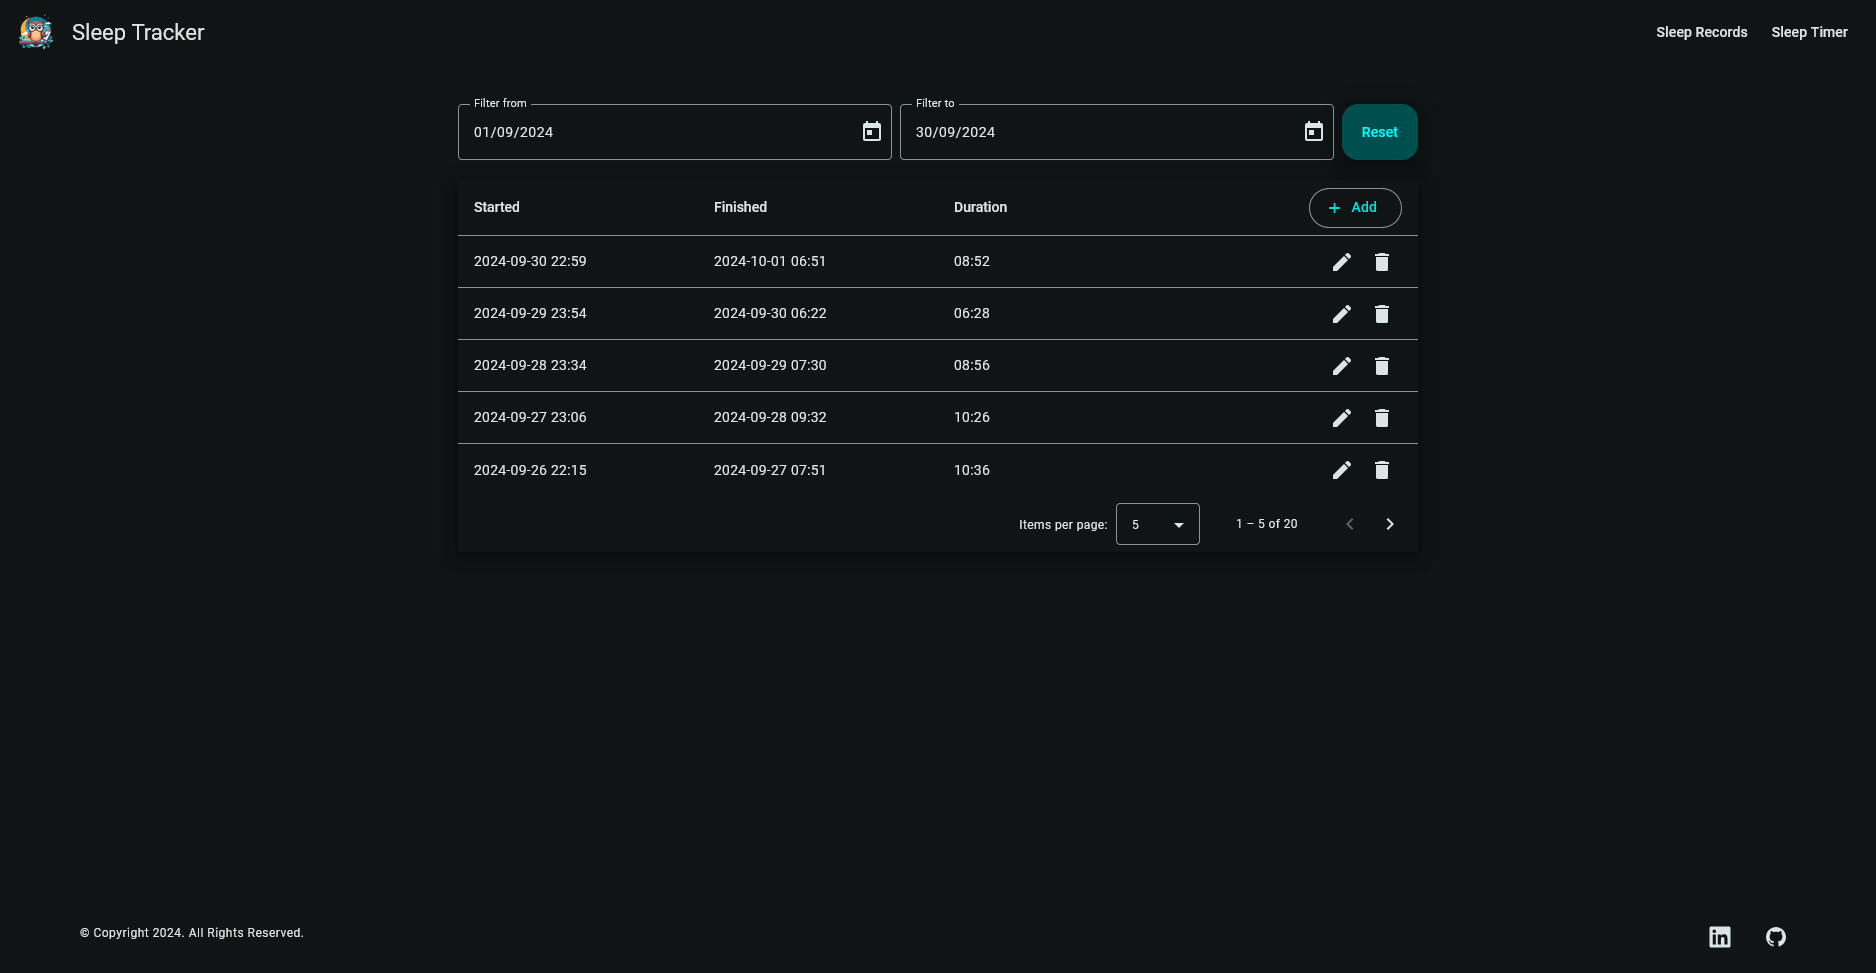 Sleep Tracker
Sleep Records Sleep Timer
Filter from
01/09/2024
Filter to
30/09/2024
Reset
Started Finished Duration + Add
2024-09-30 22:59 2024-10-01 06:51 08:52
2024-09-29 23:54 2024-09-30 06:22 06:28
2024-09-28 23:34 2024-09-29 07:30 08:56
2024-09-27 23:06 2024-09-28 09:32 10:26
2024-09-26 22:15 2024-09-27 07:51 10:36
Items per page: 5 1 – 5 of 20
© Copyright 2024. All Rights Reserved.
in